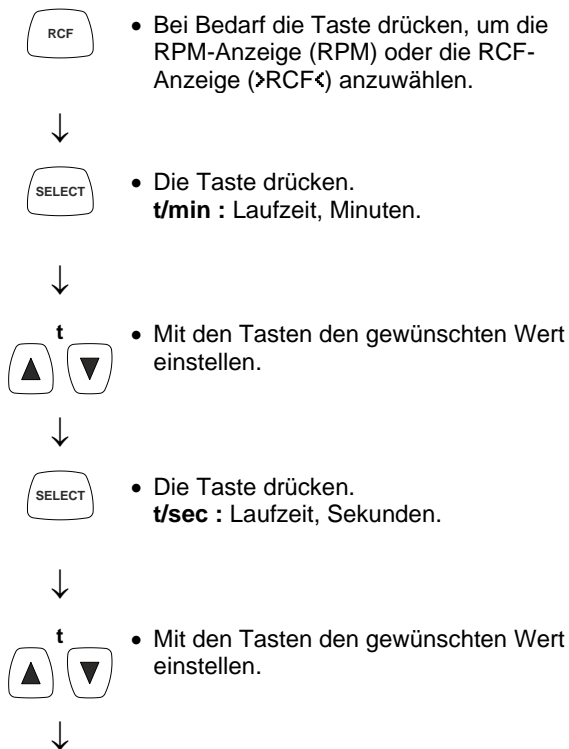 RCF
• Bei Bedarf die Taste drücken, um die
RPM-Anzeige (RPM) oder die RCF-
Anzeige (>RCF<) anzuwählen.
↓
SELECT
• Die Taste drücken.
t/min : Laufzeit, Minuten.
↓
t
▲ ▼
• Mit den Tasten den gewünschten Wert
einstellen.
↓
SELECT
• Die Taste drücken.
t/sec : Laufzeit, Sekunden.
↓
t
▲ ▼
• Mit den Tasten den gewünschten Wert
einstellen.
↓